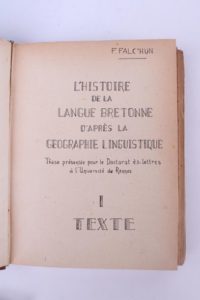 F FALC'HUN
L'HISTOIRE
DE LA
LANGUE BRETONNE
D'APRÈS LA
GEOGRAPHIE LINGUISTIQUE
Thèse présentée pour le Doctorat ès-lettres
à l'Université de Rennes
I
TEXTE